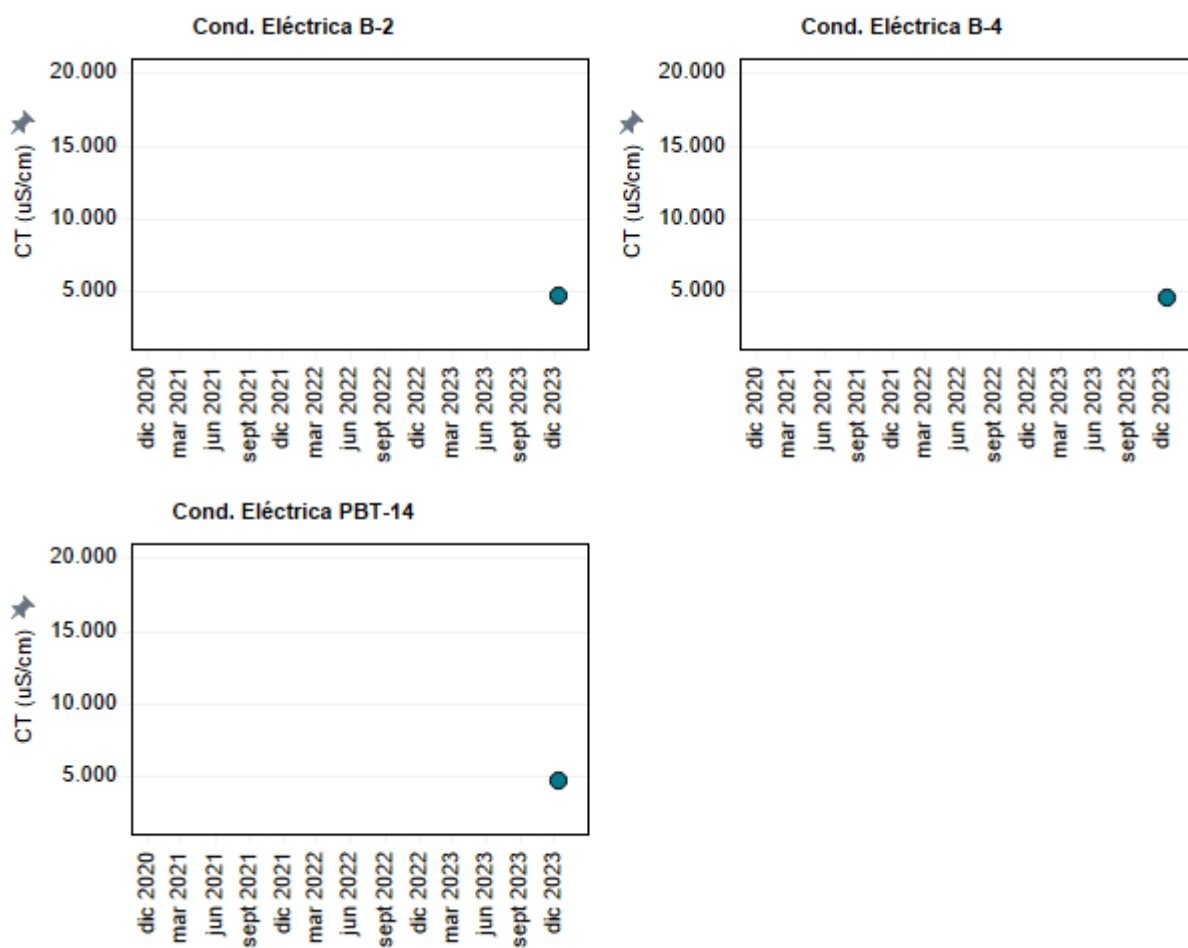 Cond. Eléctrica B-2
CT (uS/cm)
20.000
15.000
10.000
5.000
dic 2020
mar 2021
jun 2021
sept 2021
dic 2021
mar 2022
jun 2022
sept 2022
dic 2022
mar 2023
jun 2023
sept 2023
dic 2023
Cond. Eléctrica B-4
CT (uS/cm)
20.000
15.000
10.000
5.000
dic 2020
mar 2021
jun 2021
sept 2021
dic 2021
mar 2022
jun 2022
sept 2022
dic 2022
mar 2023
jun 2023
sept 2023
dic 2023
Cond. Eléctrica PBT-14
CT (uS/cm)
20.000
15.000
10.000
5.000
dic 2020
mar 2021
jun 2021
sept 2021
dic 2021
mar 2022
jun 2022
sept 2022
dic 2022
mar 2023
jun 2023
sept 2023
dic 2023